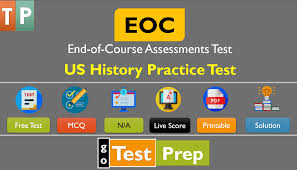 T P
EOC
End-of-Course Assessments Test
US History Practice Test
TEST
PDF
Free Test MCQ N/A Live Score Printable Solution
go Test Prep